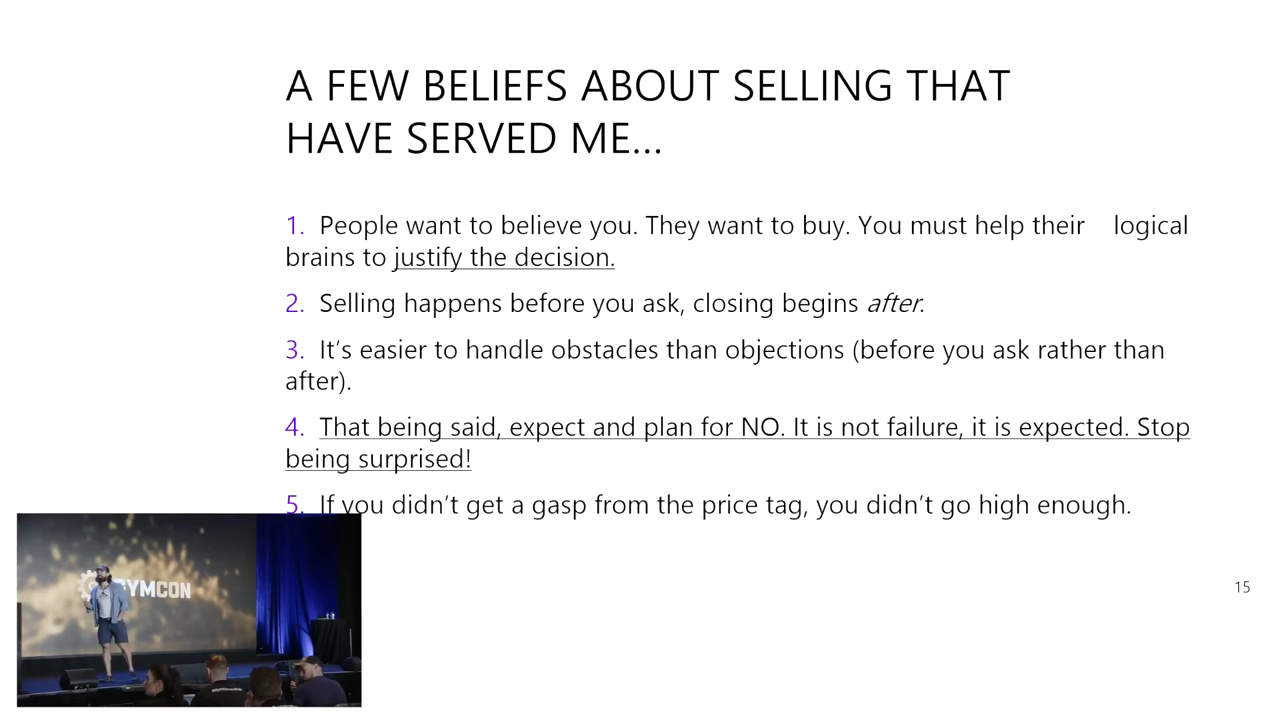 A FEW BELIEFS ABOUT SELLING THAT
HAVE SERVED ME...
1. People want to believe you. They want to buy. You must help their logical
brains to justify the decision.
2. Selling happens before you ask, closing begins after.
3. It's easier to handle obstacles than objections (before you ask rather than
after).
4. That being said, expect and plan for NO. It is not failure, it is expected. Stop
being surprised!
5. If you didn't get a gasp from the price tag, you didn't go high enough.
GYMCON
15